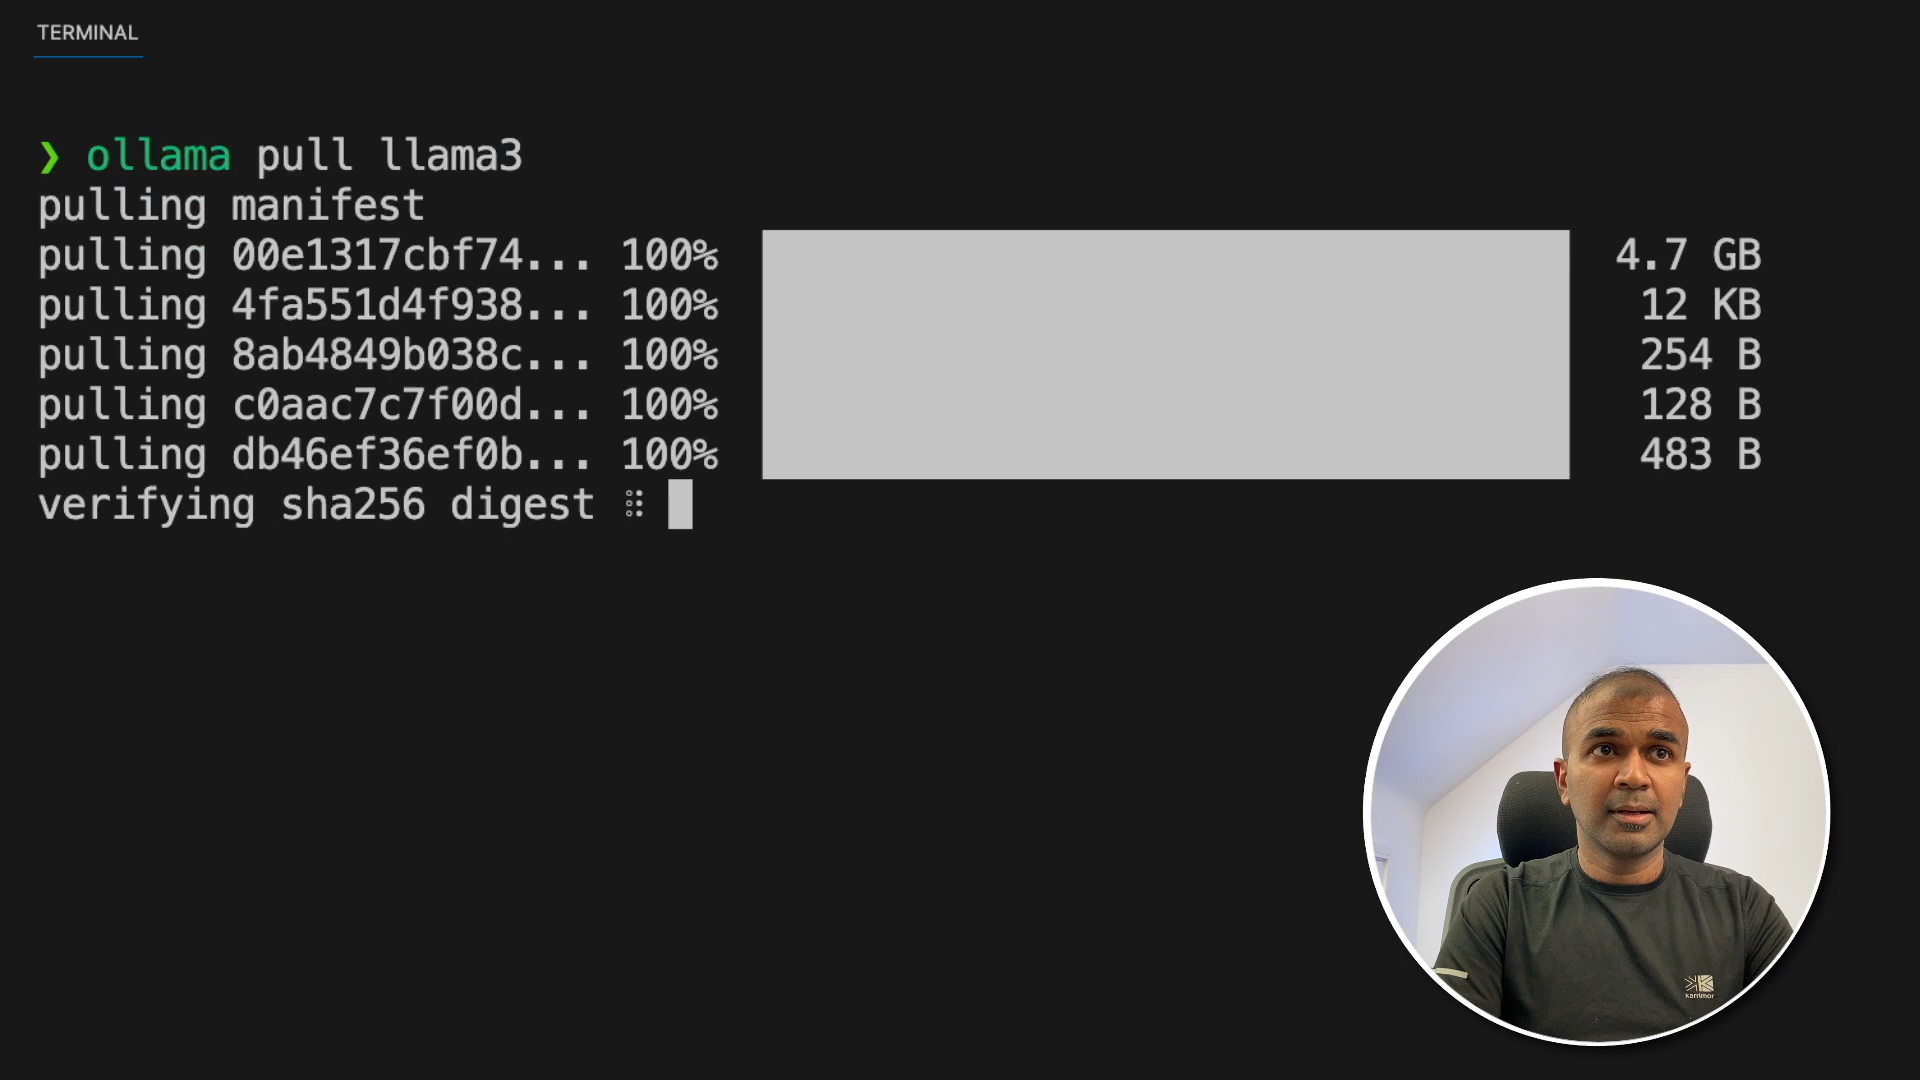 TERMINAL
❯ ollama pull llama3
pulling manifest
pulling 00e1317cbf74... 100% 4.7 GB
pulling 4fa551d4f938... 100% 12 KB
pulling 8ab4849b038c... 100% 254 B
pulling c0aac7c7f00d... 100% 128 B
pulling db46ef36ef0b... 100% 483 B
verifying sha256 digest
karrimor